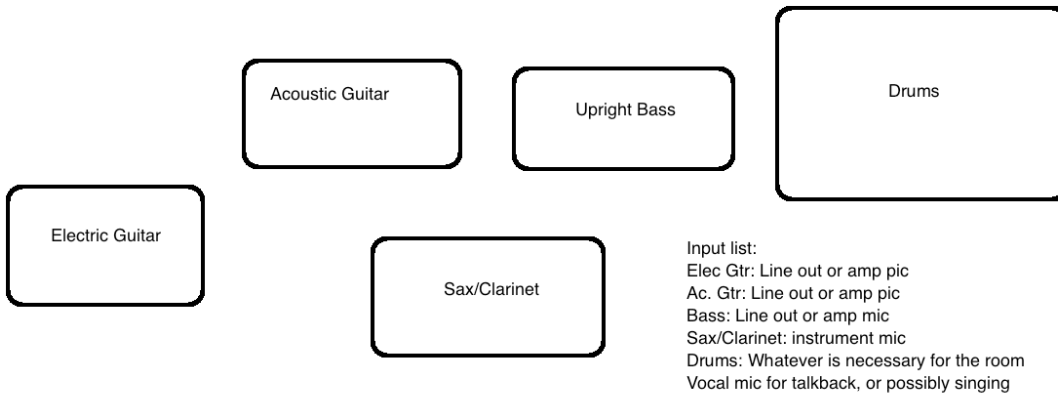 Acoustic Guitar
Upright Bass
Drums
Electric Guitar
Sax/Clarinet
Input list:
Elec Gtr: Line out or amp pic
Ac. Gtr: Line out or amp pic
Bass: Line out or amp mic
Sax/Clarinet: instrument mic
Drums: Whatever is necessary for the room
Vocal mic for talkback, or possibly singing